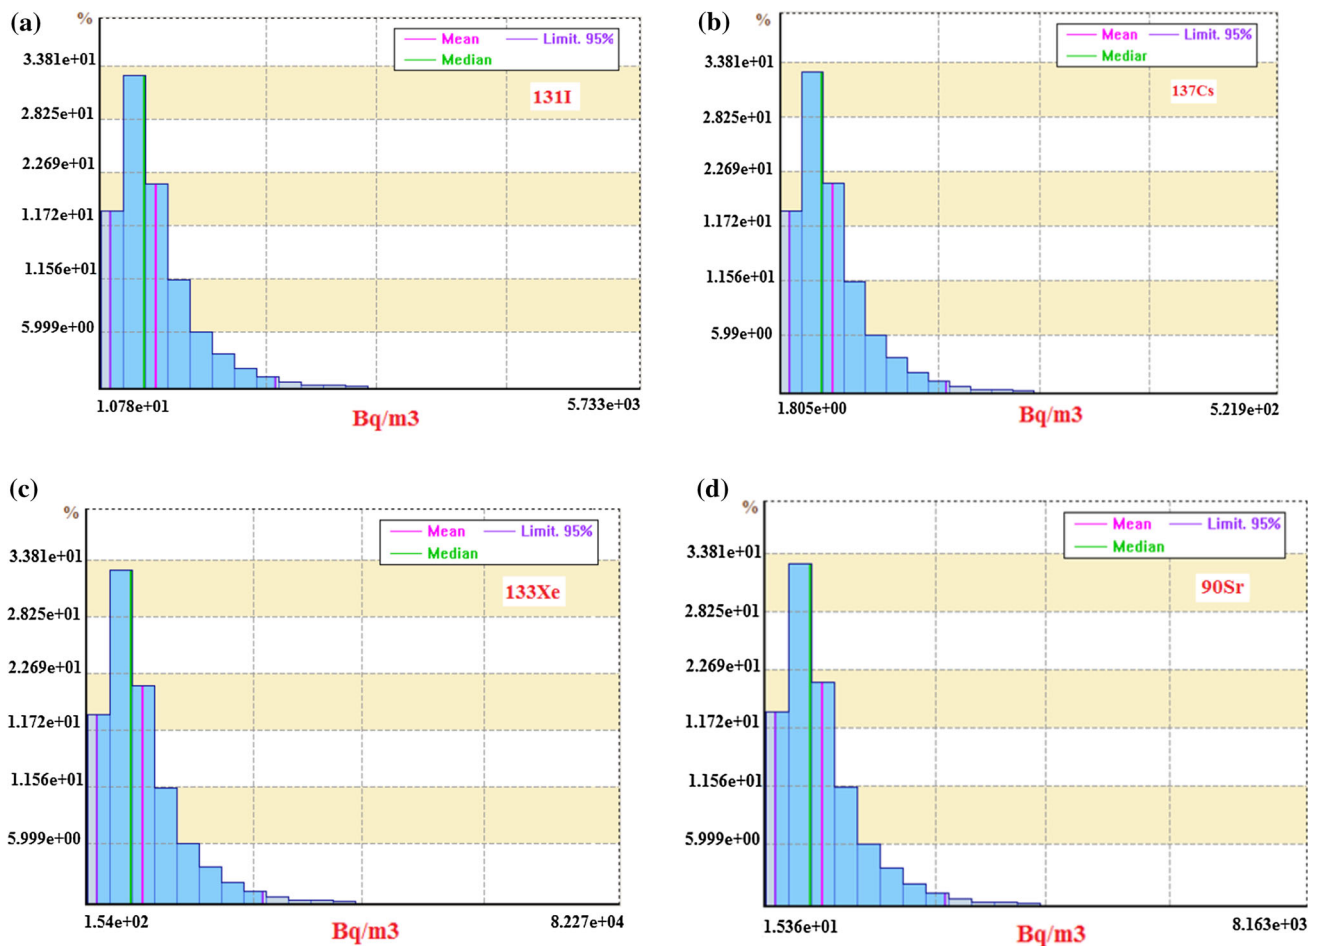 (a)
%
Mean
Limit. 95%
Median
131I
3.381e+01
2.825e+01
2.269e+01
1.172e+01
1.156e+01
5.999e+00
1.078e+01
5.733e+03
Bq/m3
(b)
%
Mean
Limit. 95%
Mediar
137Cs
3.381e+01
2.825e+01
2.269e+01
1.172e+01
1.156e+01
5.99e+00
1.805e+00
5.219e+02
Bq/m3
(c)
%
Mean
Limit. 95%
Median
133Xe
3.381e+01
2.825e+01
2.269e+01
1.172e+01
1.156e+01
5.999e+00
1.54e+02
8.227e+04
Bq/m3
(d)
%
Mean
Limit. 95%
Median
90Sr
3.381e+01
2.825e+01
2.269e+01
1.172e+01
1.156e+01
5.999e+00
1.536e+01
8.163e+03
Bq/m3